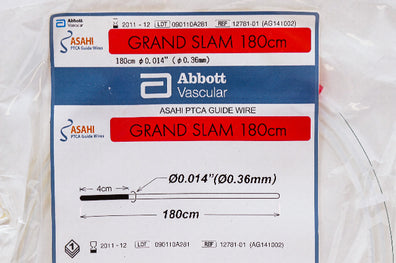 Abbott
Vascular
2011 - 12 LOT 090110A281 REF 12781-01 (AG141002)
ASAHI
PTCA Guide Wires
GRAND SLAM 180cm
180cm φ0.014" (φ0.36mm)
Abbott
Vascular
ASAHI PTCA GUIDE WIRE
ASAHI
PTCA Guide Wires
GRAND SLAM 180cm
Ø0.014"(Ø0.36mm)
4cm
180cm
1 2011 - 12 LOT 090110A281 REF 12781-01 (AG141002)